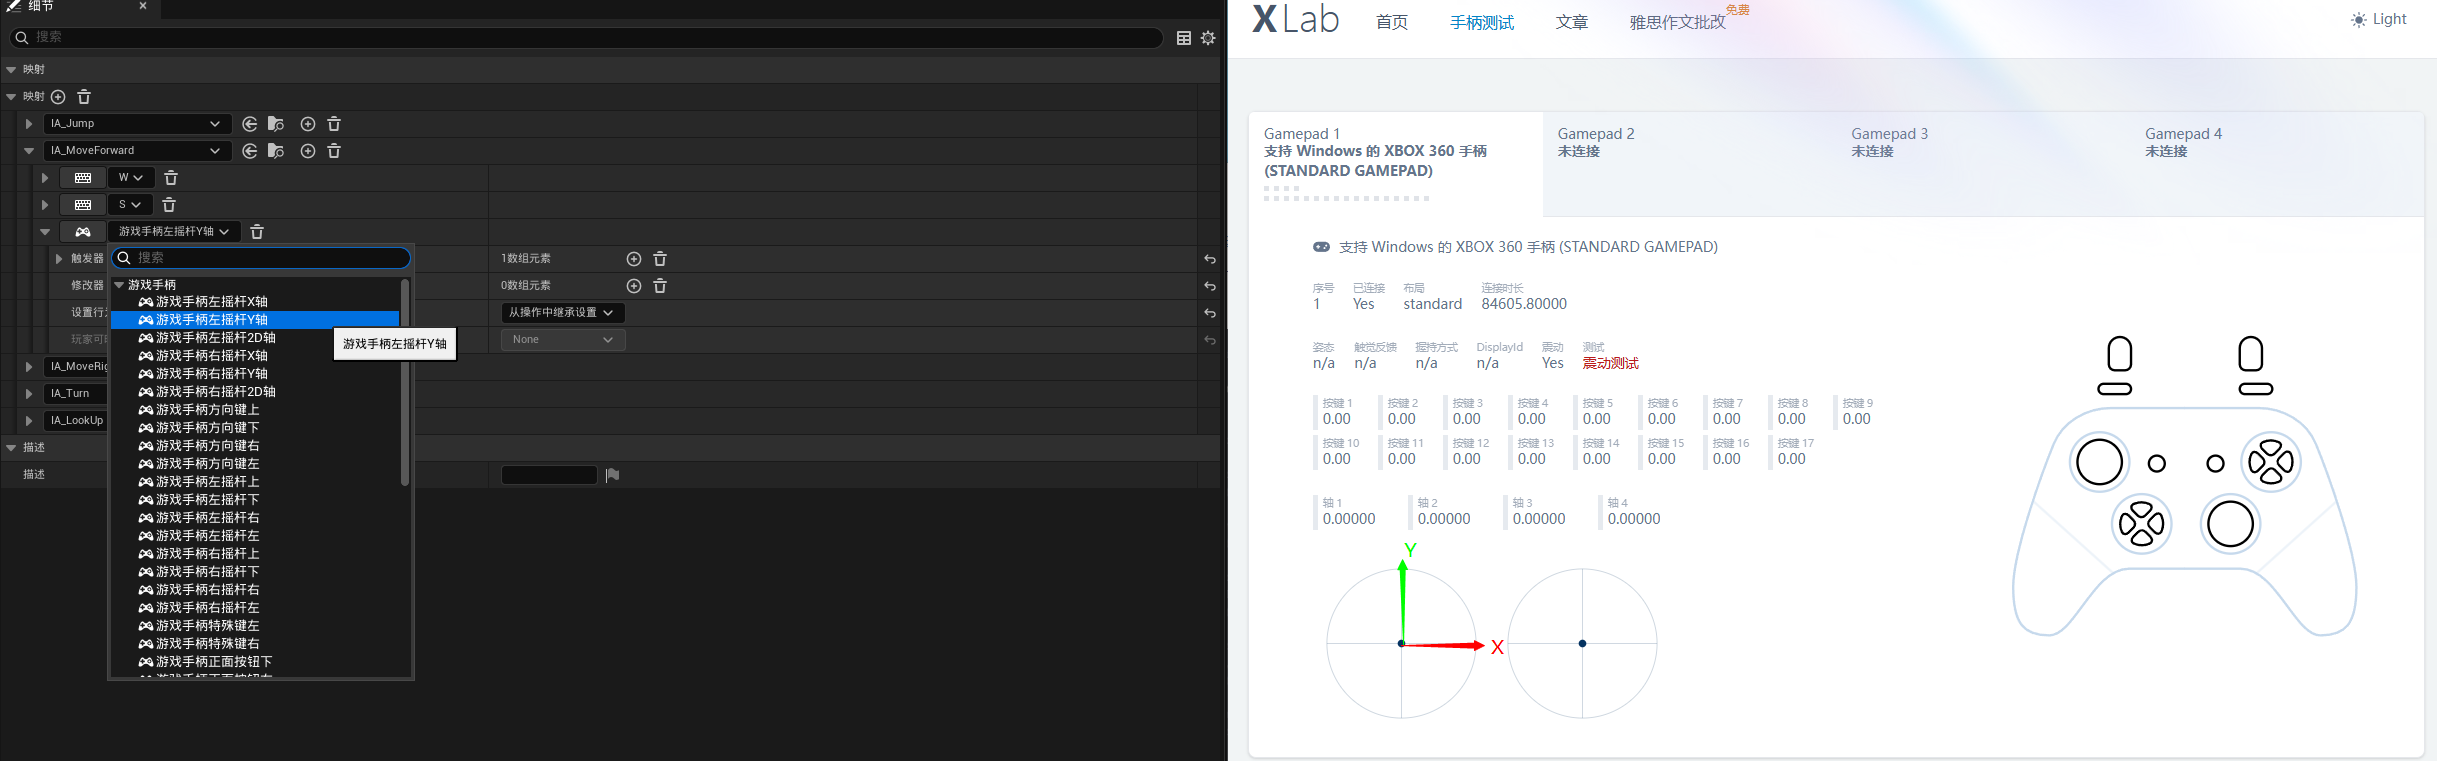 细节
搜索
映射
映射
IA_Jump
IA_MoveForward
W
S
游戏手柄左摇杆Y轴
触发器
1数组元素
修改器
0数组元素
从操作中继承设置
None
IA_Turn
IA_LookUp
描述
描述
搜索
游戏手柄
游戏手柄左摇杆X轴
游戏手柄左摇杆Y轴
游戏手柄左摇杆2D轴
游戏手柄右摇杆X轴
游戏手柄右摇杆Y轴
游戏手柄右摇杆2D轴
游戏手柄方向键上
游戏手柄方向键下
游戏手柄方向键右
游戏手柄方向键左
游戏手柄左摇杆上
游戏手柄左摇杆下
游戏手柄左摇杆右
游戏手柄左摇杆左
游戏手柄右摇杆上
游戏手柄右摇杆下
游戏手柄右摇杆右
游戏手柄右摇杆左
游戏手柄特殊键左
游戏手柄特殊键右
游戏手柄正面按钮下
游戏手柄左摇杆Y轴
XLab
首页
手柄测试
文章
雅思作文批改
免费
Light
Gamepad 1
支持 Windows 的 XBOX 360 手柄
(STANDARD GAMEPAD)
Gamepad 2
未连接
Gamepad 3
未连接
Gamepad 4
未连接
支持 Windows 的 XBOX 360 手柄 (STANDARD GAMEPAD)
序号 已连接 布局 连接时长
1 Yes standard 84605.80000
姿态 触觉反馈 握持方式 DisplayId 震动 测试
n/a n/a n/a n/a Yes 震动测试
按键 1 按键 2 按键 3 按键 4 按键 5 按键 6 按键 7 按键 8 按键 9
0.00 0.00 0.00 0.00 0.00 0.00 0.00 0.00 0.00
按键 10 按键 11 按键 12 按键 13 按键 14 按键 15 按键 16 按键 17
0.00 0.00 0.00 0.00 0.00 0.00 0.00 0.00
轴 1 轴 2 轴 3 轴 4
0.00000 0.00000 0.00000 0.00000
Y
X